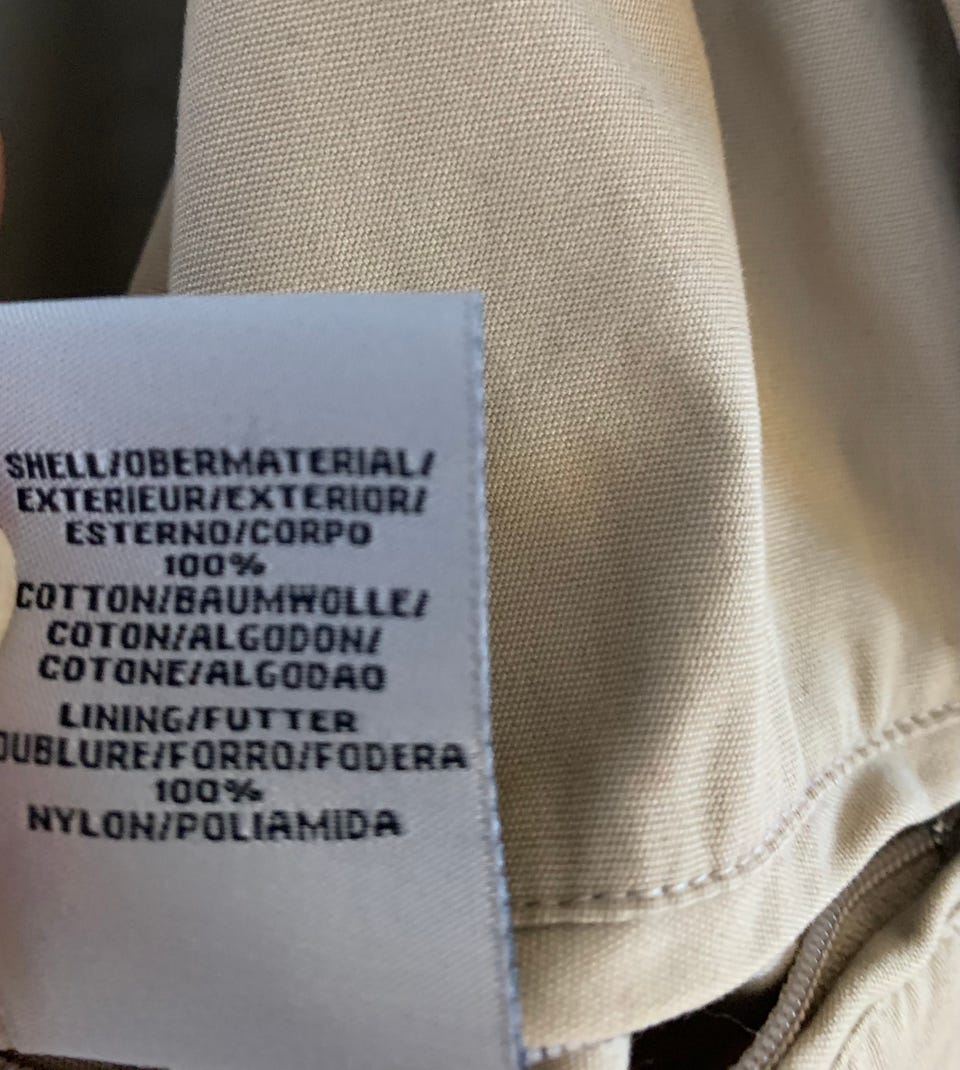 SHELL/OBERMATERIAL/
EXTERIEUR/EXTERIOR/
ESTERNO/CORPO
100%
COTTON/BAUMWOLLE/
COTON/ALGODON/
COTONE/ALGODAO
LINING/FUTTER
OUBLURE/FORRO/FODERA
100%
NYLON/POLIAMIDA